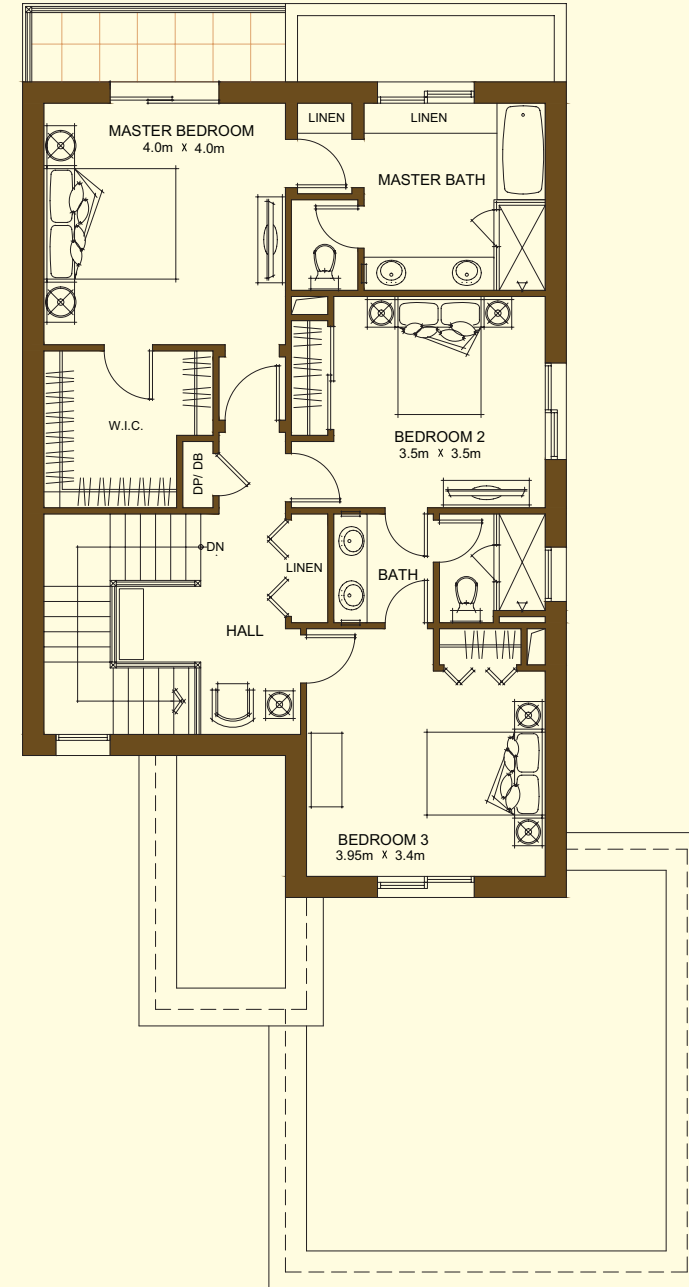 LINEN
LINEN
MASTER BEDROOM
4.0m X 4.0m
MASTER BATH
W.I.C.
BEDROOM 2
3.5m X 3.5m
DP/ DB
DN
LINEN
BATH
HALL
BEDROOM 3
3.95m X 3.4m